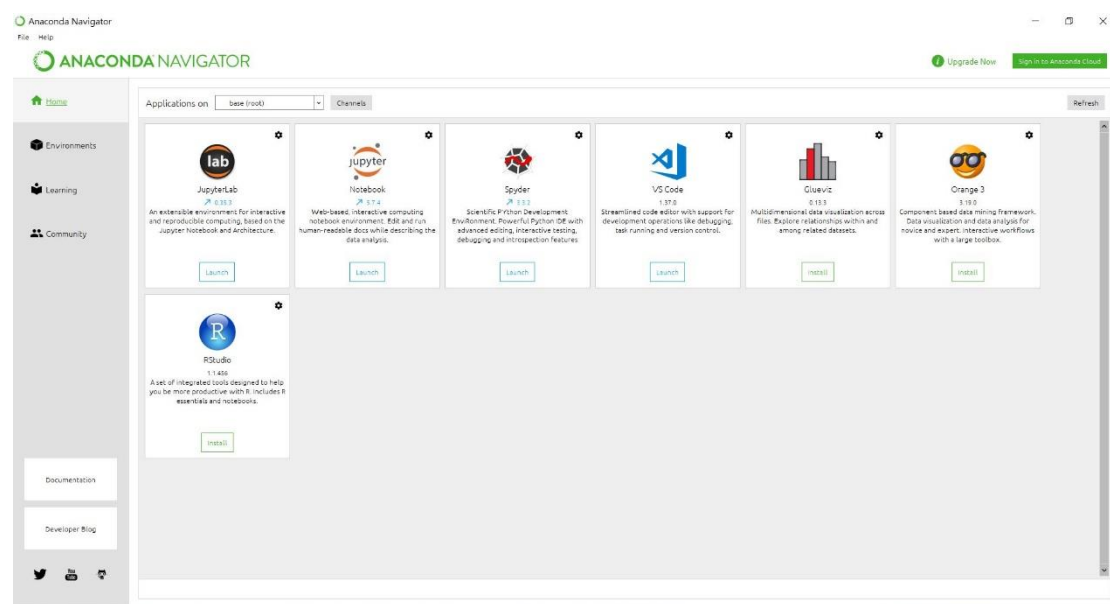 Anaconda Navigator
File Help
ANACONDA NAVIGATOR
Upgrade Now
Sign in to Anaconda Cloud
Home
Environments
Learning
Community
Documentation
Developer Blog
You
Tube
Applications on
base (root)
Channels
Refresh
lab
JupyterLab
0.35.3
An extensible environment for interactive
and reproducible computing, based on the
Jupyter Notebook and Architecture.
Launch
jupyter
Notebook
5.7.4
Web-based, interactive computing
notebook environment. Edit and run
human-readable docs while describing the
data analysis.
Launch
Spyder
3.3.2
Scientific PYthon Development
EnviRonment. Powerful Python IDE with
advanced editing, interactive testing,
debugging and introspection features
Launch
VS Code
1.37.0
Streamlined code editor with support for
development operations like debugging,
task running and version control.
Launch
Glueviz
0.13.3
Multidimensional data visualization across
files. Explore relationships within and
among related datasets.
Install
Orange 3
3.19.0
Component based data mining framework.
Data visualization and data analysis for
novice and expert. Interactive workflows
with a large toolbox.
Install
R
RStudio
1.1.456
A set of integrated tools designed to help
you be more productive with R. Includes R
essentials and notebooks.
Install